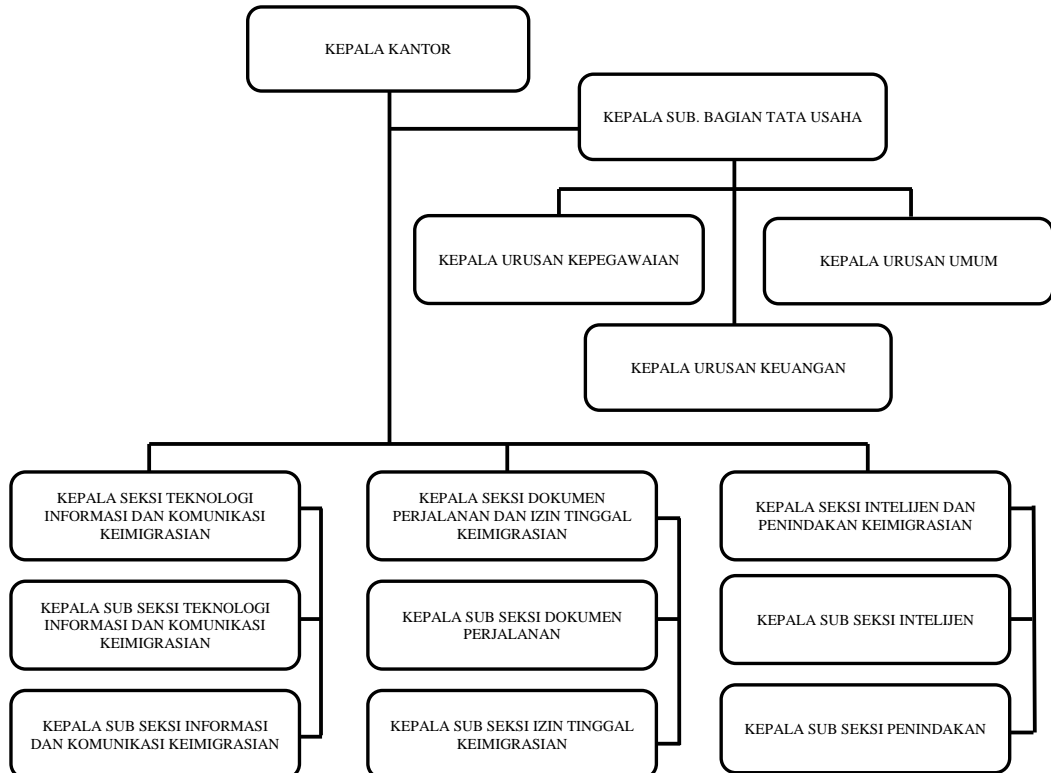 KEPALA KANTOR
KEPALA SUB. BAGIAN TATA USAHA
KEPALA URUSAN KEPEGAWAIAN
KEPALA URUSAN UMUM
KEPALA URUSAN KEUANGAN
KEPALA SEKSI TEKNOLOGI
INFORMASI DAN KOMUNIKASI
KEIMIGRASIAN
KEPALA SEKSI DOKUMEN
PERJALANAN DAN IZIN TINGGAL
KEIMIGRASIAN
KEPALA SEKSI INTELIJEN DAN
PENINDAKAN KEIMIGRASIAN
KEPALA SUB SEKSI TEKNOLOGI
INFORMASI DAN KOMUNIKASI
KEIMIGRASIAN
KEPALA SUB SEKSI DOKUMEN
PERJALANAN
KEPALA SUB SEKSI INTELIJEN
KEPALA SUB SEKSI INFORMASI
DAN KOMUNIKASI KEIMIGRASIAN
KEPALA SUB SEKSI IZIN TINGGAL
KEIMIGRASIAN
KEPALA SUB SEKSI PENINDAKAN